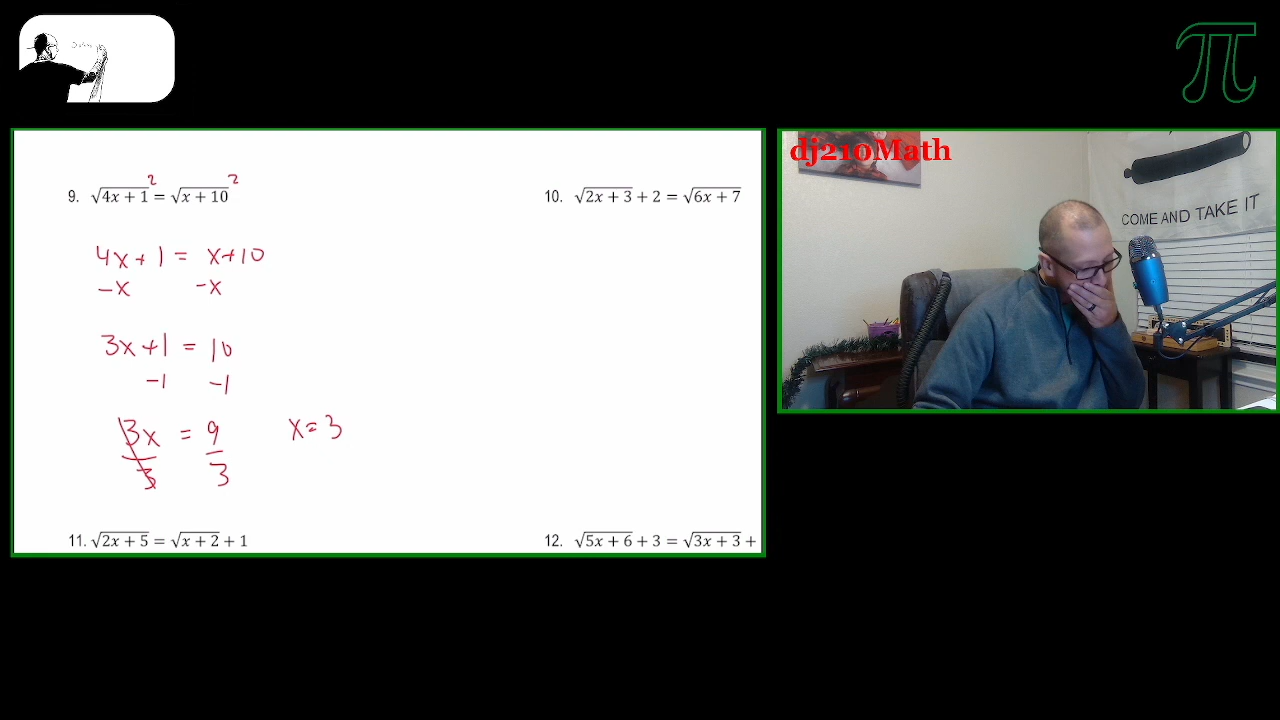 dj210Math
COME AND TAKE IT
π
9. √4x + 1² = √x + 10²
4x + 1 = x + 10
−x −x
3x + 1 = 10
−1 −1
3x = 9 x = 3
3 3
10. √2x + 3 + 2 = √6x + 7
11. √2x + 5 = √x + 2 + 1
12. √5x + 6 + 3 = √3x + 3 +